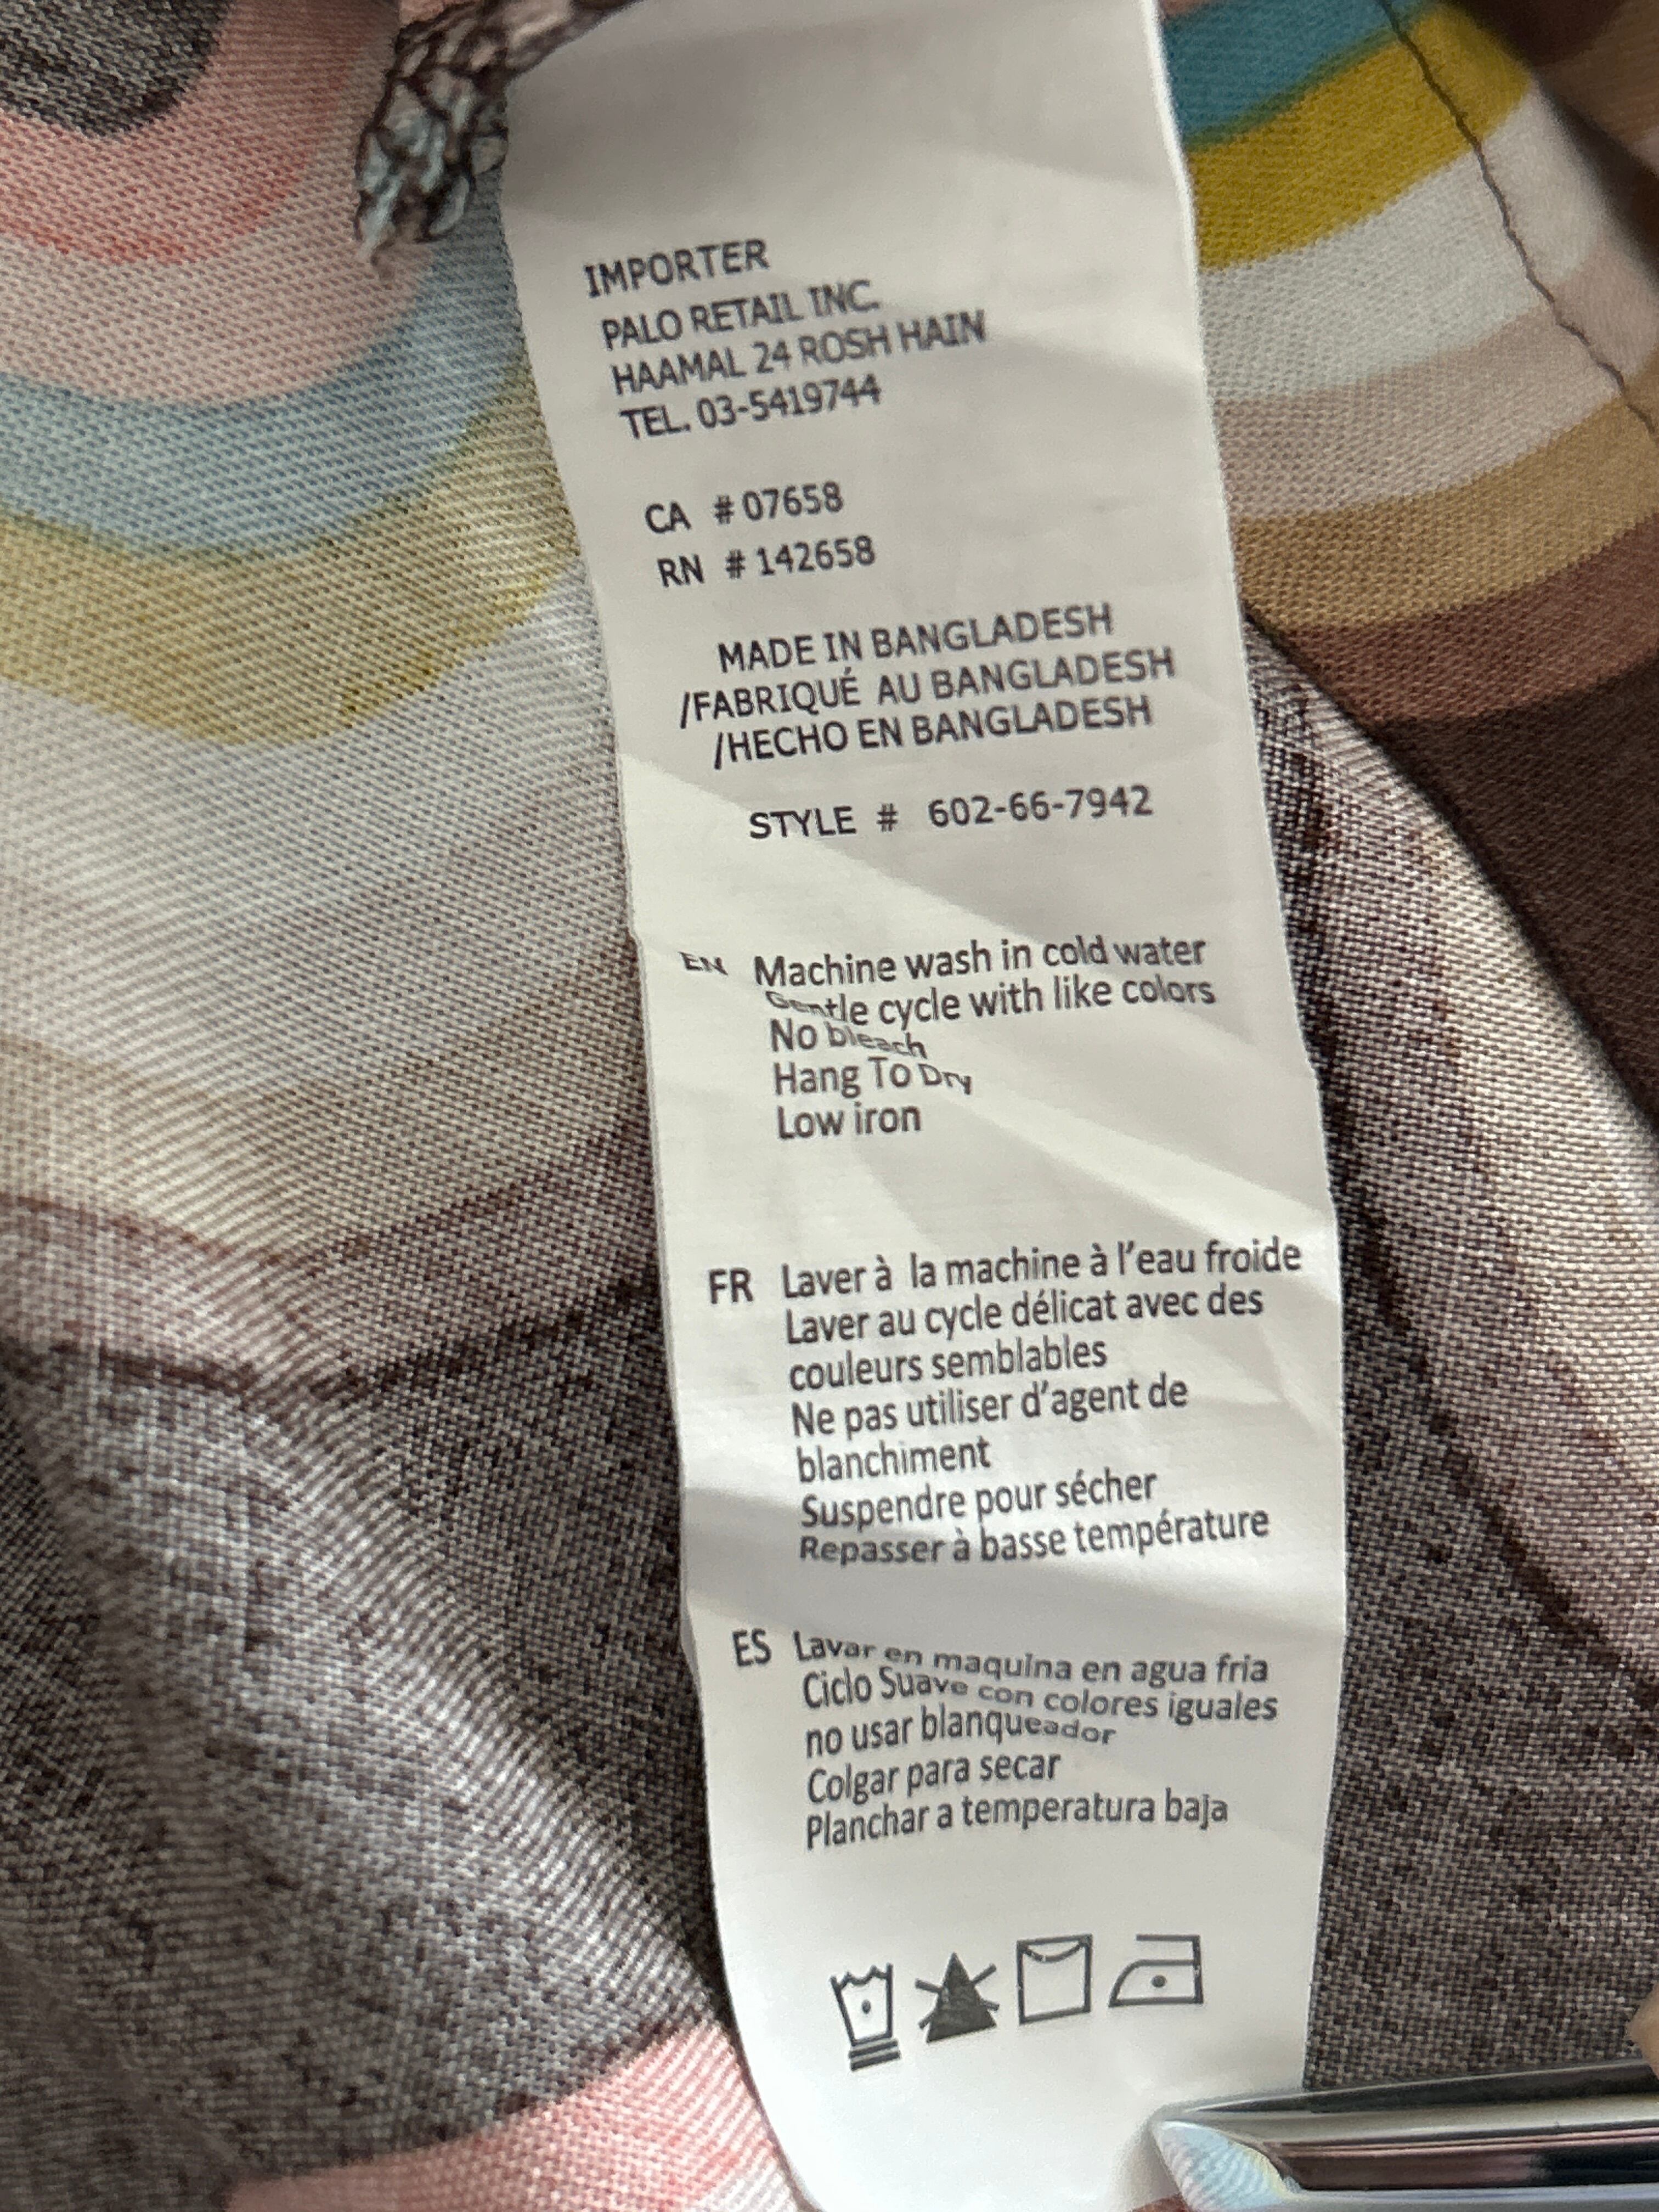 IMPORTER
PALO RETAIL INC.
HAAMAL 24 ROSH HAIN
TEL. 03-5419744
CA # 07658
RN # 142658
MADE IN BANGLADESH
/FABRIQUÉ AU BANGLADESH
/HECHO EN BANGLADESH
STYLE # 602-66-7942
EN Machine wash in cold water
Gentle cycle with like colors
No bleach
Hang To Dry
Low iron
FR Laver à la machine à l'eau froide
Laver au cycle délicat avec des
couleurs semblables
Ne pas utiliser d'agent de
blanchiment
Suspendre pour sécher
Repasser à basse température
ES Lavar en maquina en agua fria
Ciclo Suave con colores iguales
no usar blanqueador
Colgar para secar
Planchar a temperatura baja